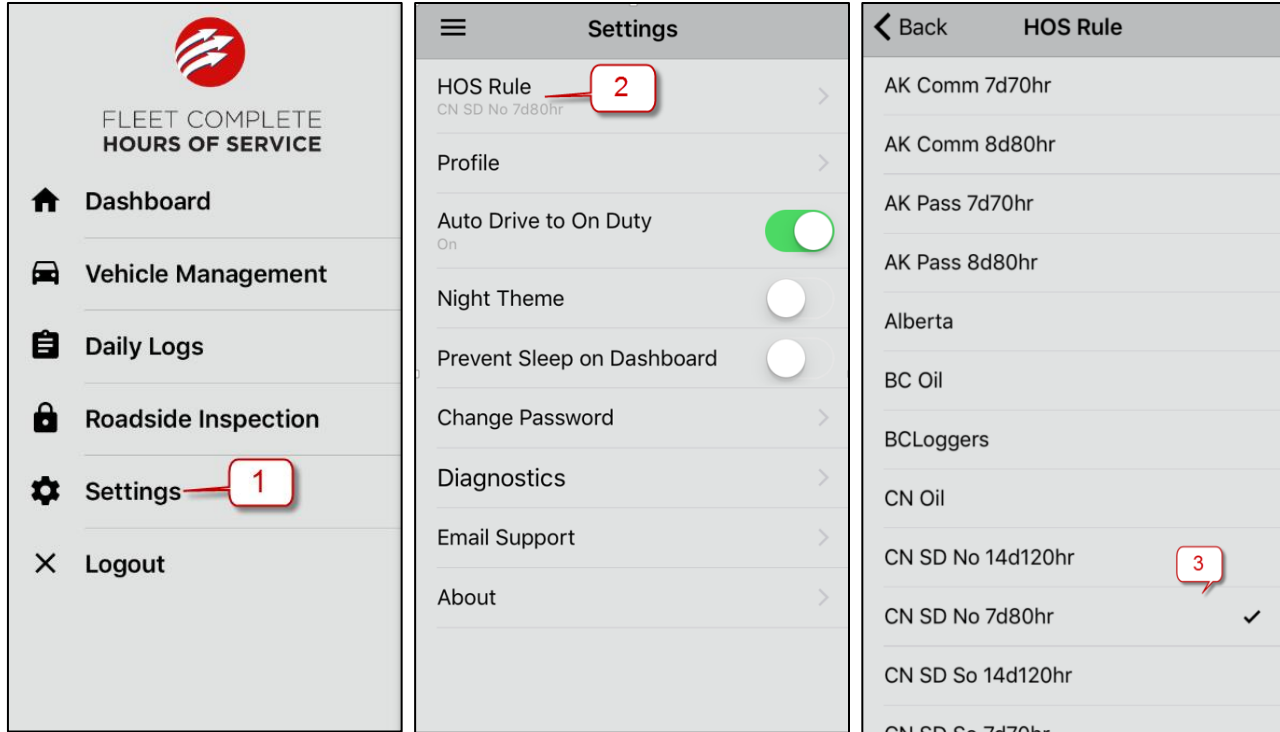 FLEET COMPLETE
HOURS OF SERVICE
Dashboard
Vehicle Management
Daily Logs
Roadside Inspection
Settings
1
Logout
Settings
HOS Rule
CN SD No 7d80hr
2
Profile
Auto Drive to On Duty
On
Night Theme
Prevent Sleep on Dashboard
Change Password
Diagnostics
Email Support
About
Back
HOS Rule
AK Comm 7d70hr
AK Comm 8d80hr
AK Pass 7d70hr
AK Pass 8d80hr
Alberta
BC Oil
BCLoggers
CN Oil
CN SD No 14d120hr
3
CN SD No 7d80hr
CN SD So 14d120hr
CN SD So 7d70hr